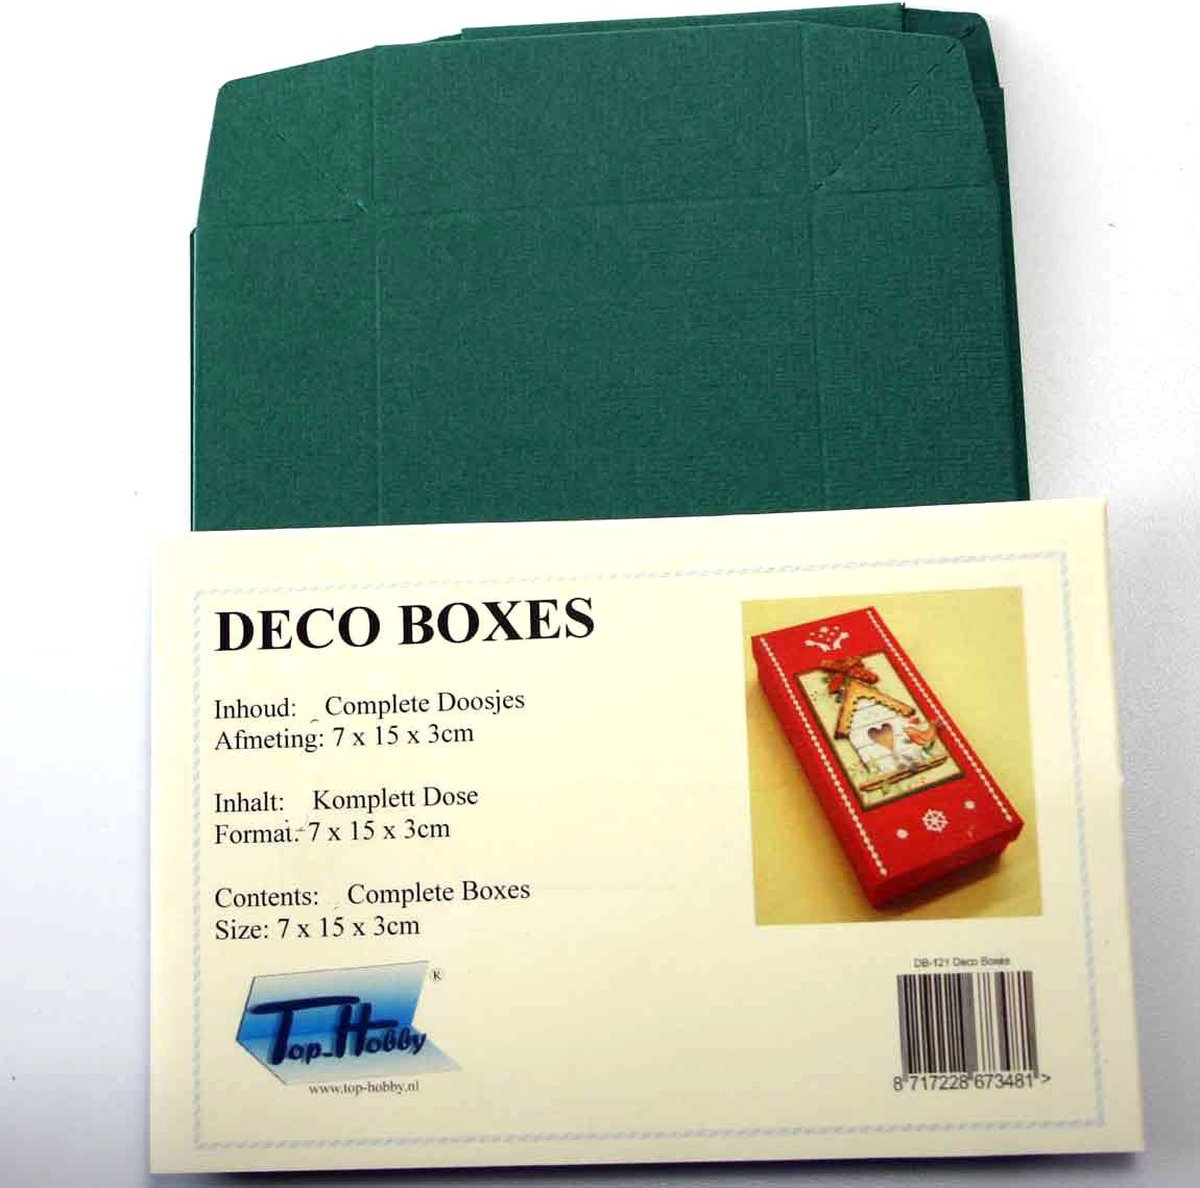 DECO BOXES
Inhoud: Complete Doosjes
Afmeting: 7 x 15 x 3cm
Inhalt: Komplett Dose
Format: 7 x 15 x 3cm
Contents: Complete Boxes
Size: 7 x 15 x 3cm
Top-Hobby ®
www.top-hobby.nl
DB-121 Deco Boxes
8 717228 673481 >